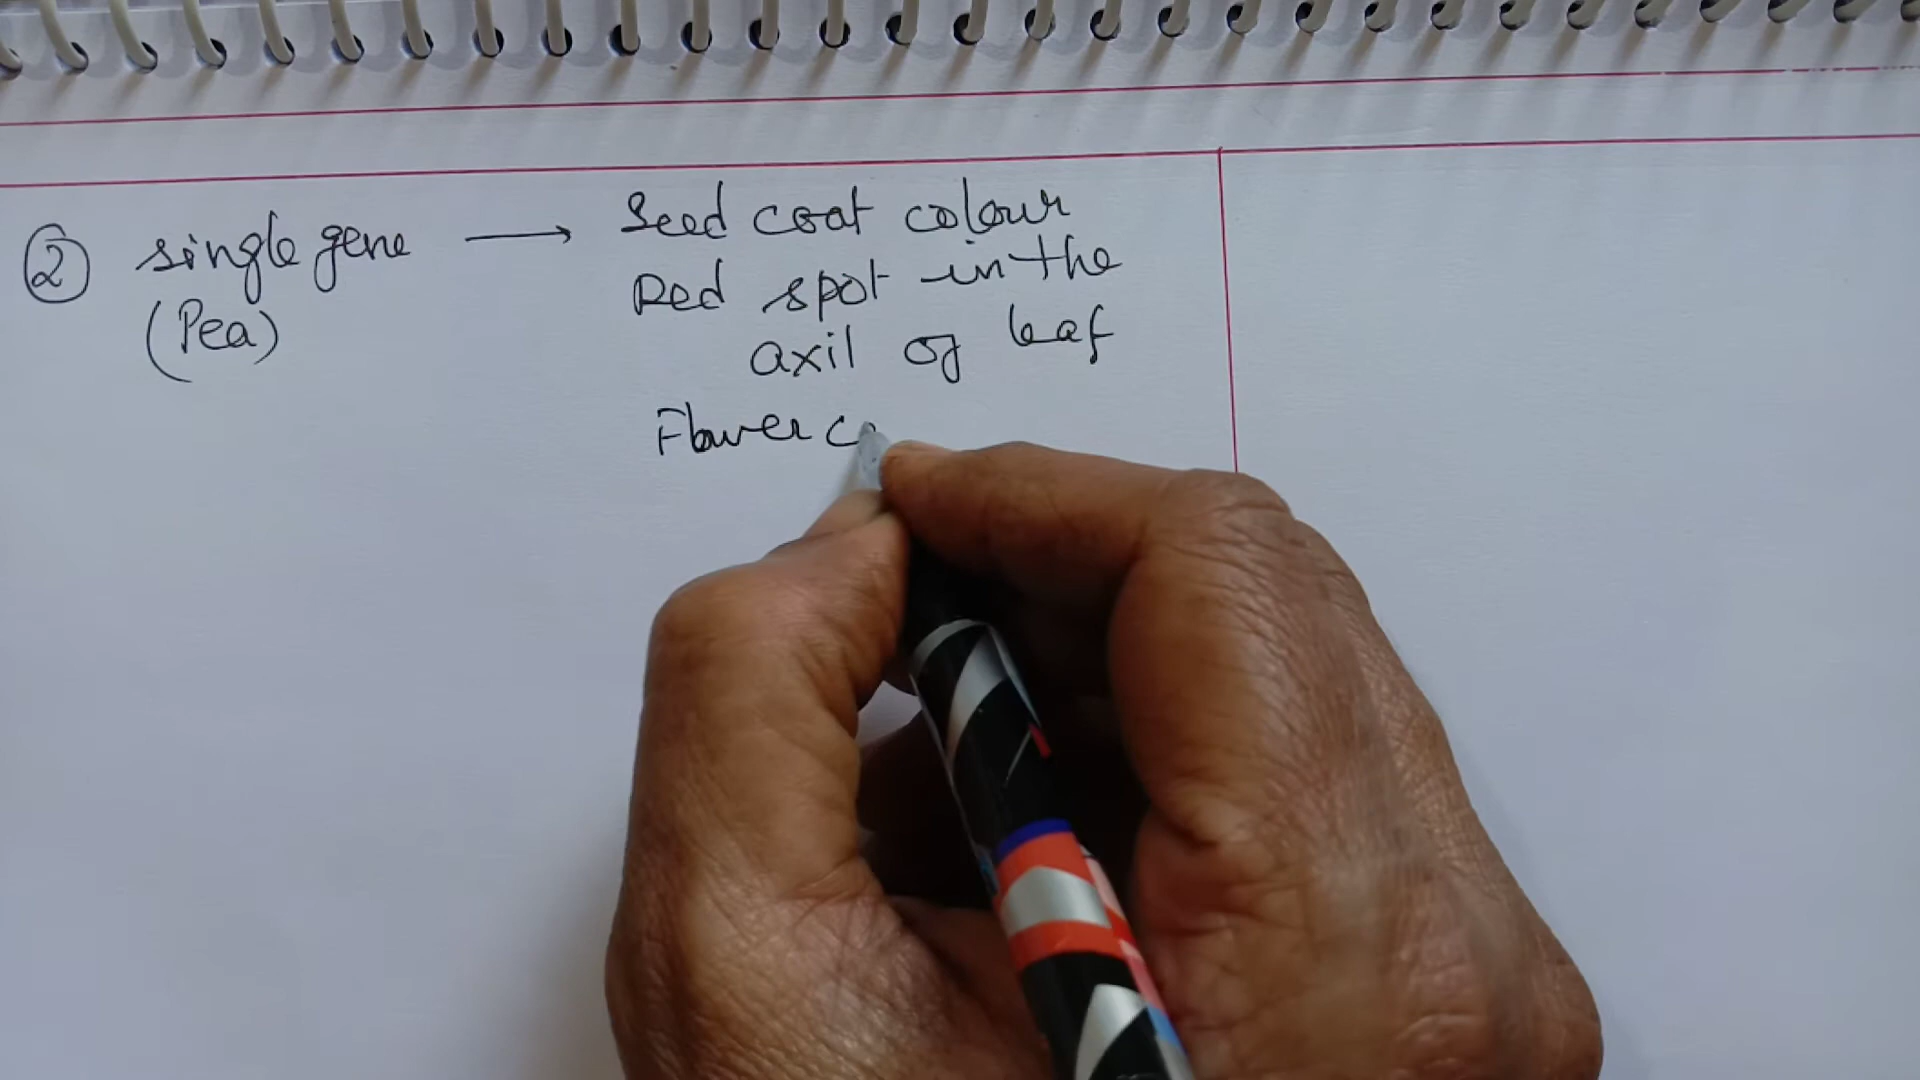 ② single gene → Seed coat colour
(Pea) Red spot in the
axil of leaf
Flower c